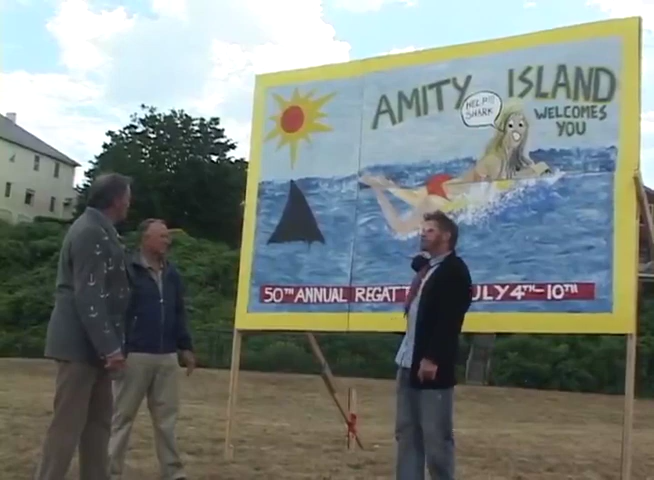 AMITY ISLAND
WELCOMES
YOU
HELP!!
SHARK
50TH ANNUAL REGATT
ULY 4TH-10TH